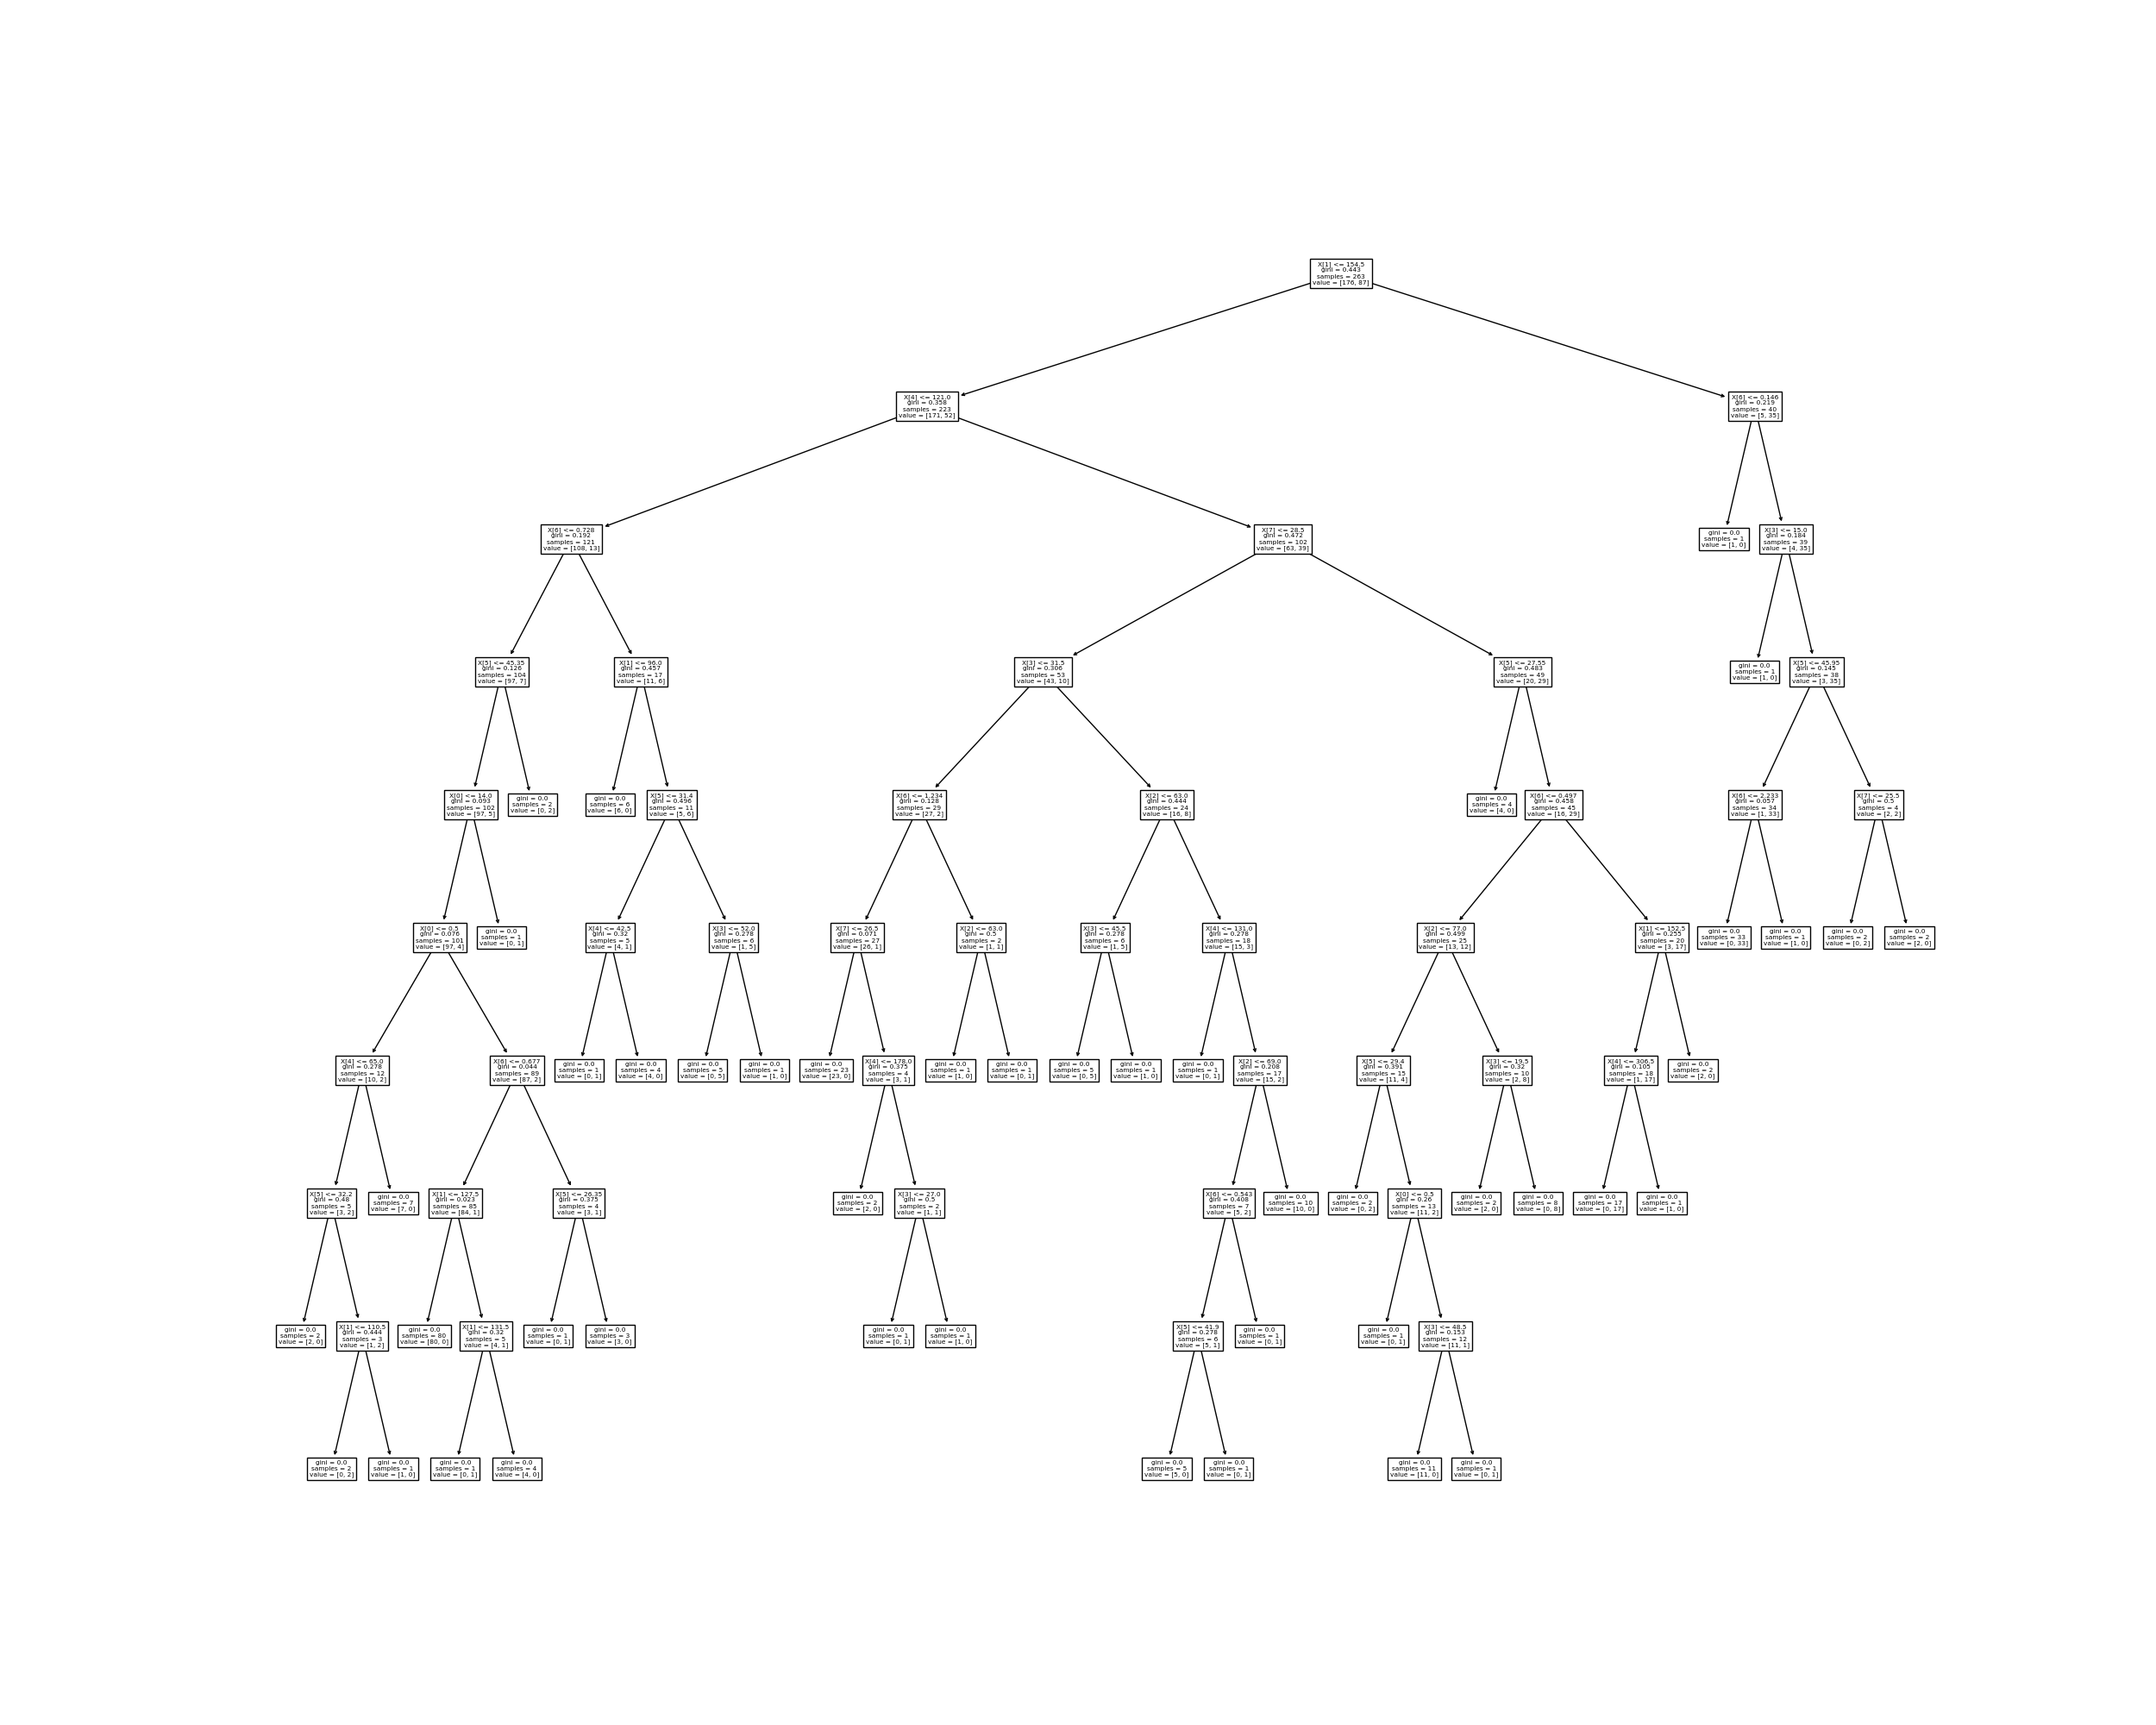 X[1] <= 154.5
gini = 0.443
samples = 263
value = [176, 87]
X[4] <= 121.0
gini = 0.358
samples = 223
value = [171, 52]
X[6] <= 0.146
gini = 0.219
samples = 40
value = [5, 35]
X[6] <= 0.728
gini = 0.192
samples = 121
value = [108, 13]
X[7] <= 28.5
gini = 0.472
samples = 102
value = [63, 39]
gini = 0.0
samples = 1
value = [1, 0]
X[3] <= 15.0
gini = 0.184
samples = 39
value = [4, 35]
X[5] <= 45.35
gini = 0.126
samples = 104
value = [97, 7]
X[1] <= 96.0
gini = 0.457
samples = 17
value = [11, 6]
X[3] <= 31.5
gini = 0.306
samples = 53
value = [43, 10]
X[5] <= 27.55
gini = 0.483
samples = 49
value = [20, 29]
gini = 0.0
samples = 1
value = [1, 0]
X[5] <= 45.95
gini = 0.145
samples = 38
value = [3, 35]
X[0] <= 14.0
gini = 0.093
samples = 102
value = [97, 5]
gini = 0.0
samples = 2
value = [0, 2]
gini = 0.0
samples = 6
value = [6, 0]
X[5] <= 31.4
gini = 0.496
samples = 11
value = [5, 6]
X[6] <= 1.234
gini = 0.128
samples = 29
value = [27, 2]
X[2] <= 63.0
gini = 0.444
samples = 24
value = [16, 8]
gini = 0.0
samples = 4
value = [4, 0]
X[6] <= 0.497
gini = 0.458
samples = 45
value = [16, 29]
X[6] <= 2.233
gini = 0.057
samples = 34
value = [1, 33]
X[7] <= 25.5
gini = 0.5
samples = 4
value = [2, 2]
X[0] <= 0.5
gini = 0.076
samples = 101
value = [97, 4]
gini = 0.0
samples = 1
value = [0, 1]
X[4] <= 42.5
gini = 0.32
samples = 5
value = [4, 1]
X[3] <= 52.0
gini = 0.278
samples = 6
value = [1, 5]
X[7] <= 26.5
gini = 0.071
samples = 27
value = [26, 1]
X[2] <= 63.0
gini = 0.5
samples = 2
value = [1, 1]
X[3] <= 45.5
gini = 0.278
samples = 6
value = [1, 5]
X[4] <= 131.0
gini = 0.278
samples = 18
value = [15, 3]
X[2] <= 77.0
gini = 0.499
samples = 25
value = [13, 12]
X[1] <= 152.5
gini = 0.255
samples = 20
value = [3, 17]
gini = 0.0
samples = 33
value = [0, 33]
gini = 0.0
samples = 1
value = [1, 0]
gini = 0.0
samples = 2
value = [0, 2]
gini = 0.0
samples = 2
value = [2, 0]
X[4] <= 65.0
gini = 0.278
samples = 12
value = [10, 2]
X[6] <= 0.677
gini = 0.044
samples = 89
value = [87, 2]
gini = 0.0
samples = 1
value = [0, 1]
gini = 0.0
samples = 4
value = [4, 0]
gini = 0.0
samples = 5
value = [0, 5]
gini = 0.0
samples = 1
value = [1, 0]
gini = 0.0
samples = 23
value = [23, 0]
X[4] <= 178.0
gini = 0.375
samples = 4
value = [3, 1]
gini = 0.0
samples = 1
value = [1, 0]
gini = 0.0
samples = 1
value = [0, 1]
gini = 0.0
samples = 5
value = [0, 5]
gini = 0.0
samples = 1
value = [1, 0]
gini = 0.0
samples = 1
value = [0, 1]
X[2] <= 69.0
gini = 0.208
samples = 17
value = [15, 2]
X[5] <= 29.4
gini = 0.391
samples = 15
value = [11, 4]
X[3] <= 19.5
gini = 0.32
samples = 10
value = [2, 8]
X[4] <= 306.5
gini = 0.105
samples = 18
value = [1, 17]
gini = 0.0
samples = 2
value = [2, 0]
X[5] <= 32.2
gini = 0.48
samples = 5
value = [3, 2]
gini = 0.0
samples = 7
value = [7, 0]
X[1] <= 127.5
gini = 0.023
samples = 85
value = [84, 1]
X[5] <= 26.35
gini = 0.375
samples = 4
value = [3, 1]
gini = 0.0
samples = 2
value = [2, 0]
X[3] <= 27.0
gini = 0.5
samples = 2
value = [1, 1]
X[6] <= 0.543
gini = 0.408
samples = 7
value = [5, 2]
gini = 0.0
samples = 10
value = [10, 0]
gini = 0.0
samples = 2
value = [0, 2]
X[0] <= 0.5
gini = 0.26
samples = 13
value = [11, 2]
gini = 0.0
samples = 2
value = [2, 0]
gini = 0.0
samples = 8
value = [0, 8]
gini = 0.0
samples = 17
value = [0, 17]
gini = 0.0
samples = 1
value = [1, 0]
gini = 0.0
samples = 2
value = [2, 0]
X[1] <= 110.5
gini = 0.444
samples = 3
value = [1, 2]
gini = 0.0
samples = 80
value = [80, 0]
X[1] <= 131.5
gini = 0.32
samples = 5
value = [4, 1]
gini = 0.0
samples = 1
value = [0, 1]
gini = 0.0
samples = 3
value = [3, 0]
gini = 0.0
samples = 1
value = [0, 1]
gini = 0.0
samples = 1
value = [1, 0]
X[5] <= 41.9
gini = 0.278
samples = 6
value = [5, 1]
gini = 0.0
samples = 1
value = [0, 1]
gini = 0.0
samples = 1
value = [0, 1]
X[3] <= 48.5
gini = 0.153
samples = 12
value = [11, 1]
gini = 0.0
samples = 2
value = [0, 2]
gini = 0.0
samples = 1
value = [1, 0]
gini = 0.0
samples = 1
value = [0, 1]
gini = 0.0
samples = 4
value = [4, 0]
gini = 0.0
samples = 5
value = [5, 0]
gini = 0.0
samples = 1
value = [0, 1]
gini = 0.0
samples = 11
value = [11, 0]
gini = 0.0
samples = 1
value = [0, 1]